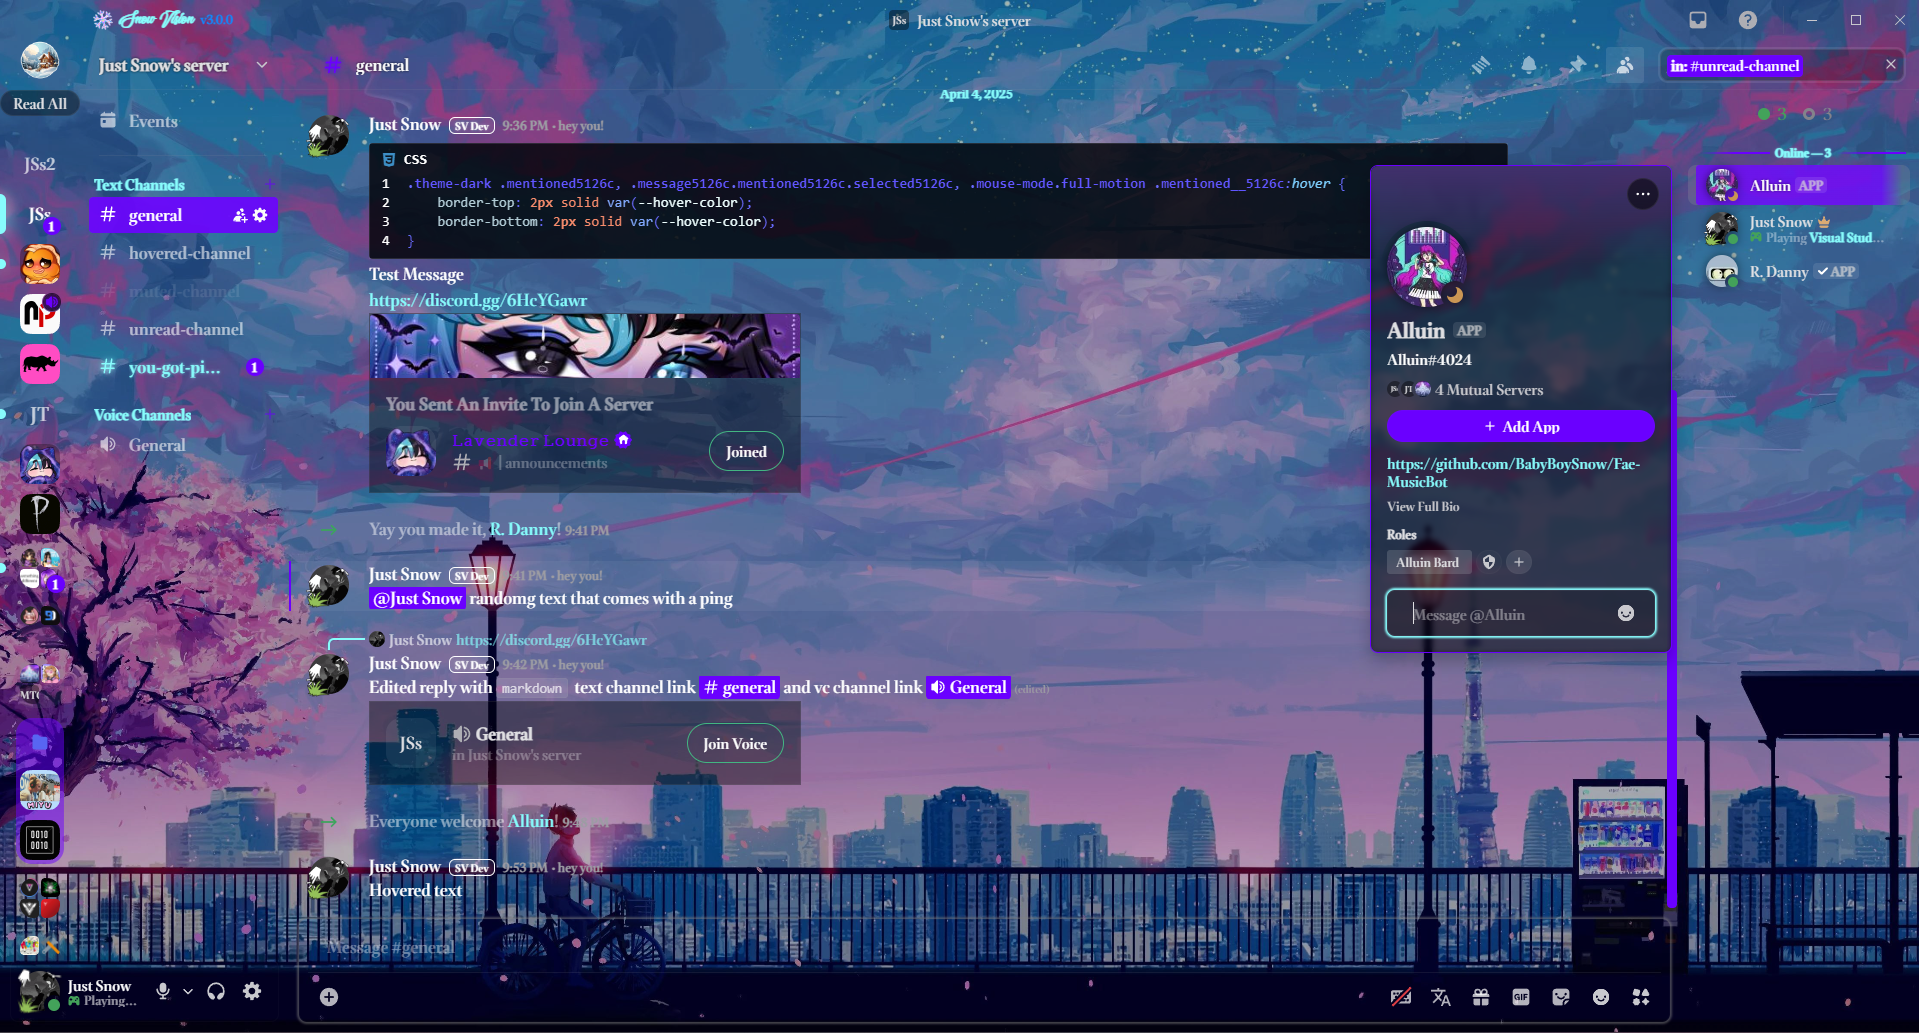 Snow Vision v3.0.0
JSs Just Snow's server
Read All
JSs2
JSs
1
JT
1
MTC
MIYU
0010
0010
Just Snow's server
Events
Text Channels
general
hovered-channel
muted-channel
unread-channel
you-got-pi...
1
Voice Channels
General
Just Snow
Playing...
# general
in: #unread-channel
April 4, 2025
Just Snow SV Dev 9:36 PM • hey you!
CSS
1 .theme-dark .mentioned5126c, .message5126c.mentioned5126c.selected5126c, .mouse-mode.full-motion .mentioned__5126c:hover {
2 border-top: 2px solid var(--hover-color);
3 border-bottom: 2px solid var(--hover-color);
4 }
Test Message
https://discord.gg/6HcYGawr
You Sent An Invite To Join A Server
Lavender Lounge
# | announcements
Joined
Yay you made it, R. Danny! 9:41 PM
Just Snow SV Dev 9:41 PM • hey you!
@Just Snow randomg text that comes with a ping
Just Snow https://discord.gg/6HcYGawr
Just Snow SV Dev 9:42 PM • hey you!
Edited reply with markdown text channel link # general and vc channel link General (edited)
JSs
General
in Just Snow's server
Join Voice
Everyone welcome Alluin!
Just Snow SV Dev 9:53 PM • hey you!
Hovered text
Message #general
GIF
Alluin APP
Alluin#4024
JSs JT 4 Mutual Servers
+ Add App
https://github.com/BabyBoySnow/Fae-
MusicBot
View Full Bio
Roles
Alluin Bard
Message @Alluin
3 3
Online — 3
Alluin APP
Just Snow
Playing Visual Stud...
R. Danny APP